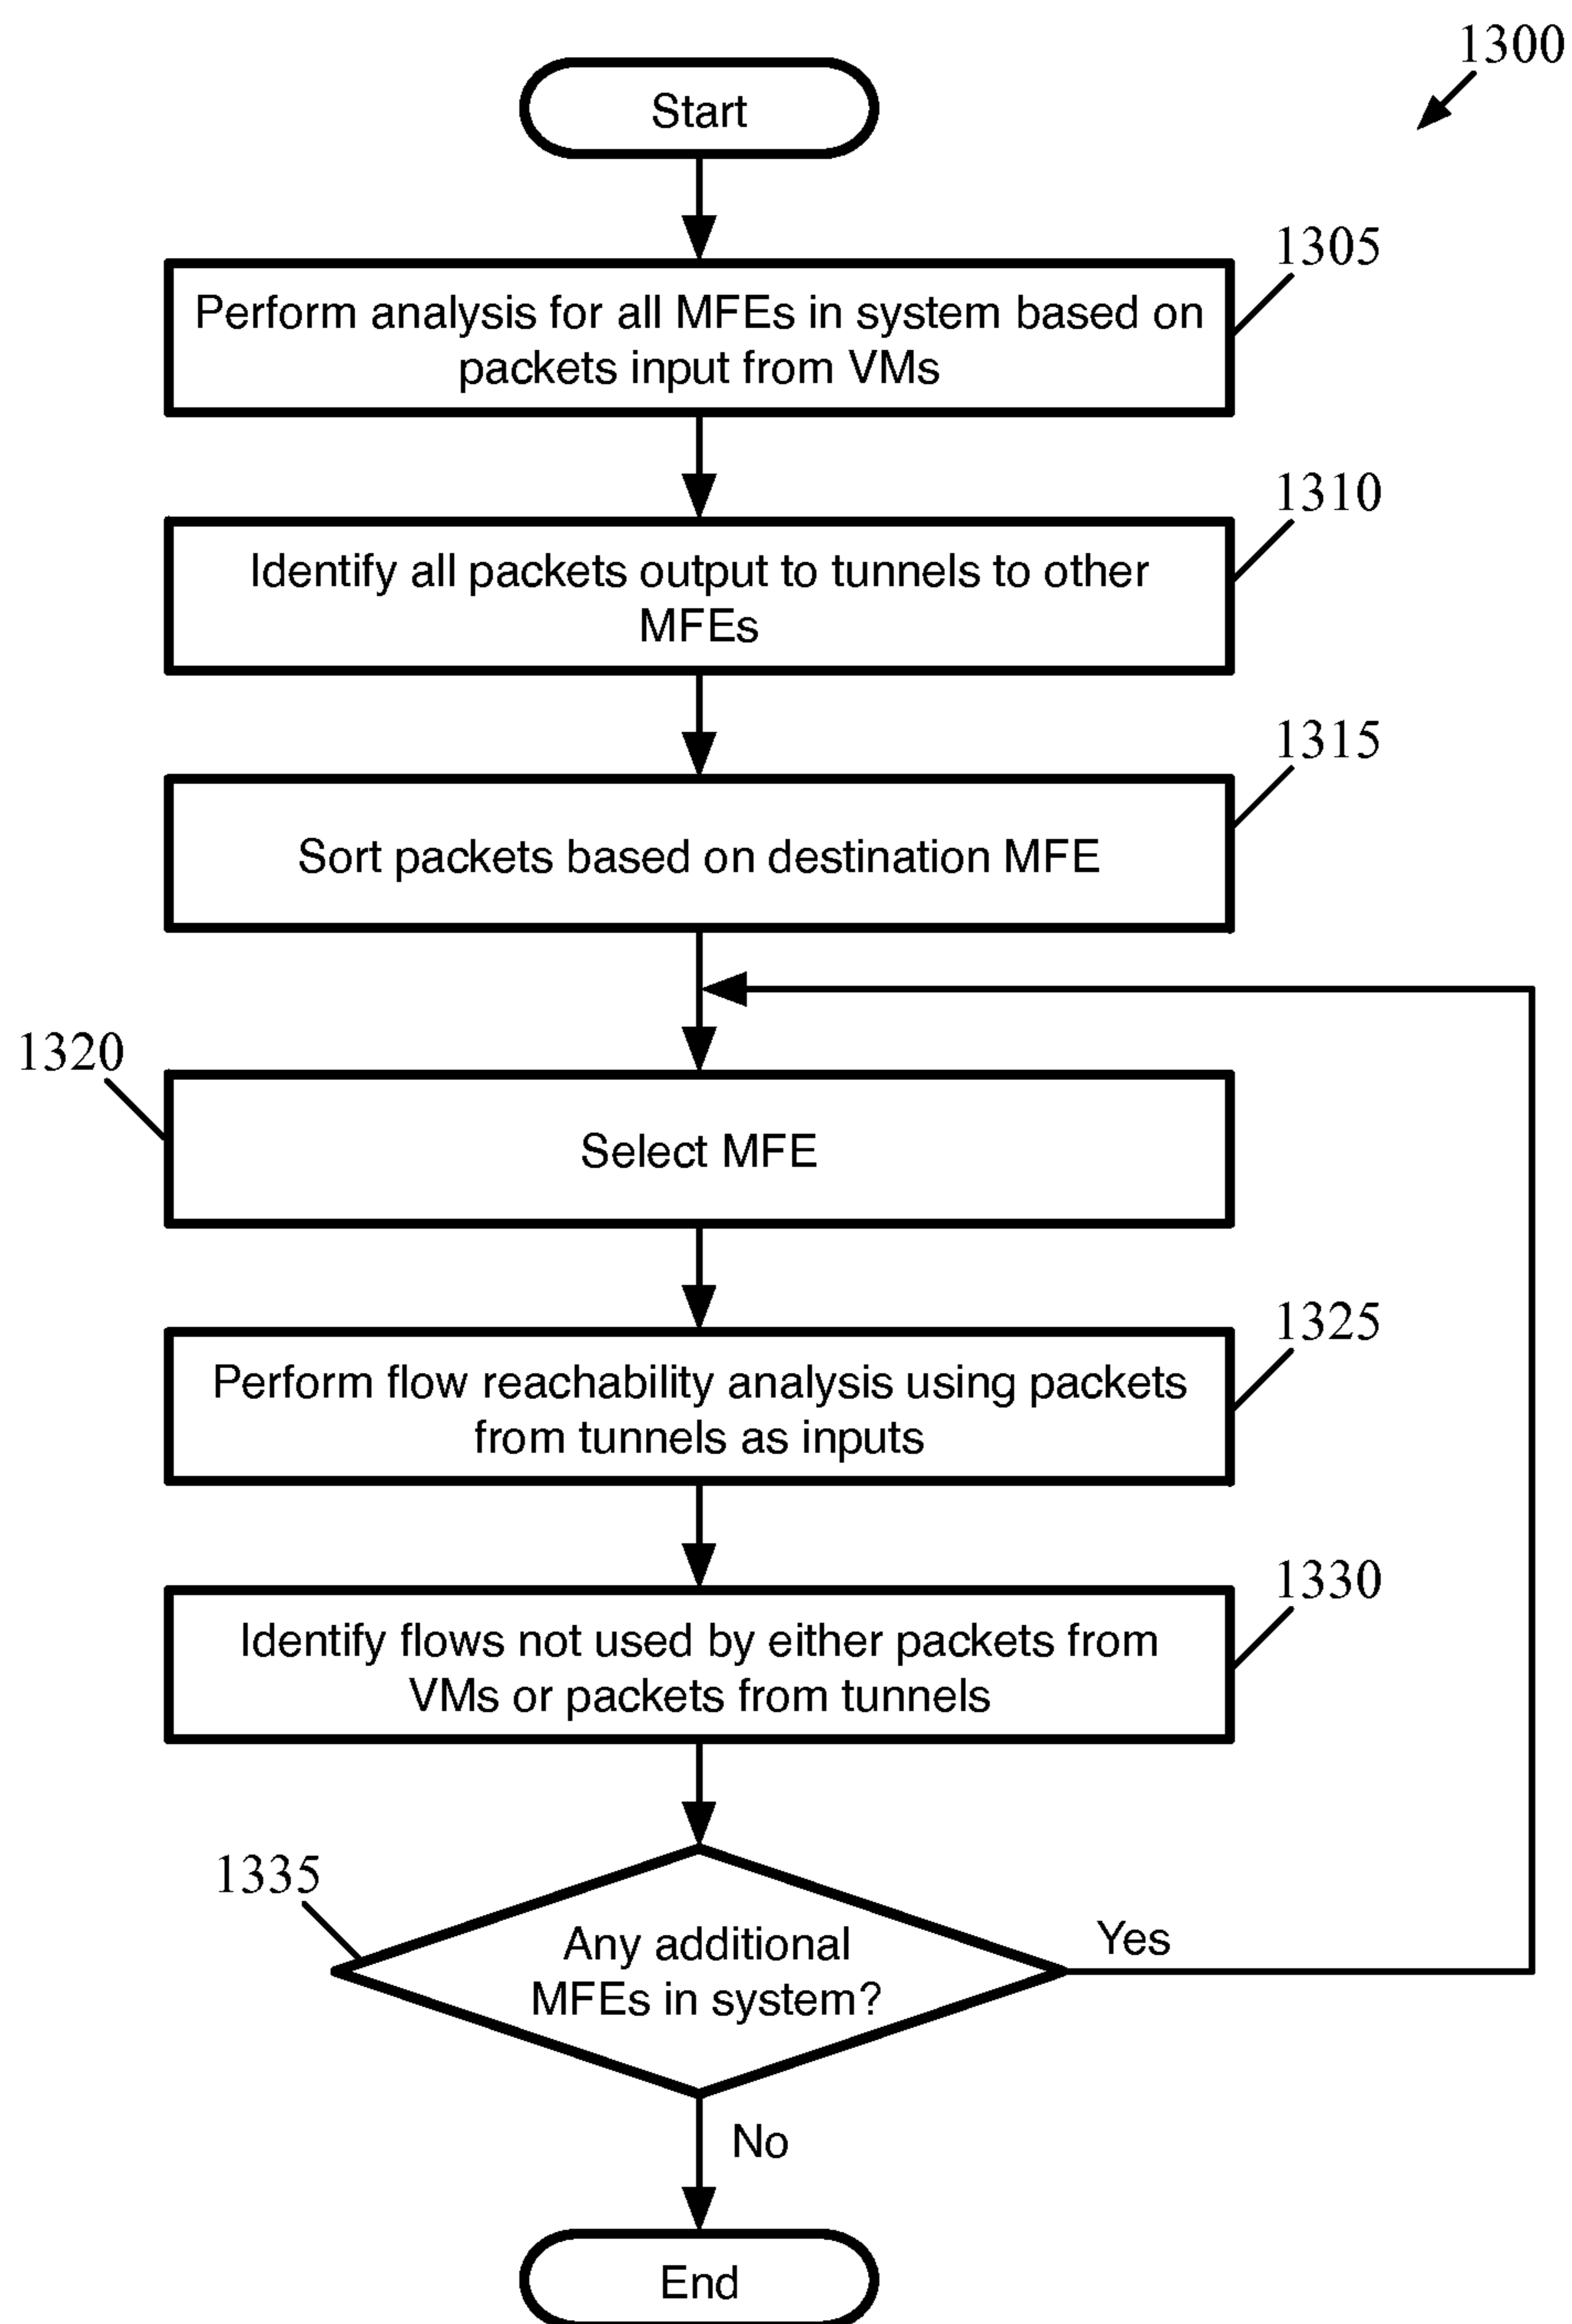 1300
Start
1305
Perform analysis for all MFEs in system based on
packets input from VMs
1310
Identify all packets output to tunnels to other
MFEs
1315
Sort packets based on destination MFE
1320
Select MFE
1325
Perform flow reachability analysis using packets
from tunnels as inputs
1330
Identify flows not used by either packets from
VMs or packets from tunnels
1335
Any additional
MFEs in system?
Yes
No
End